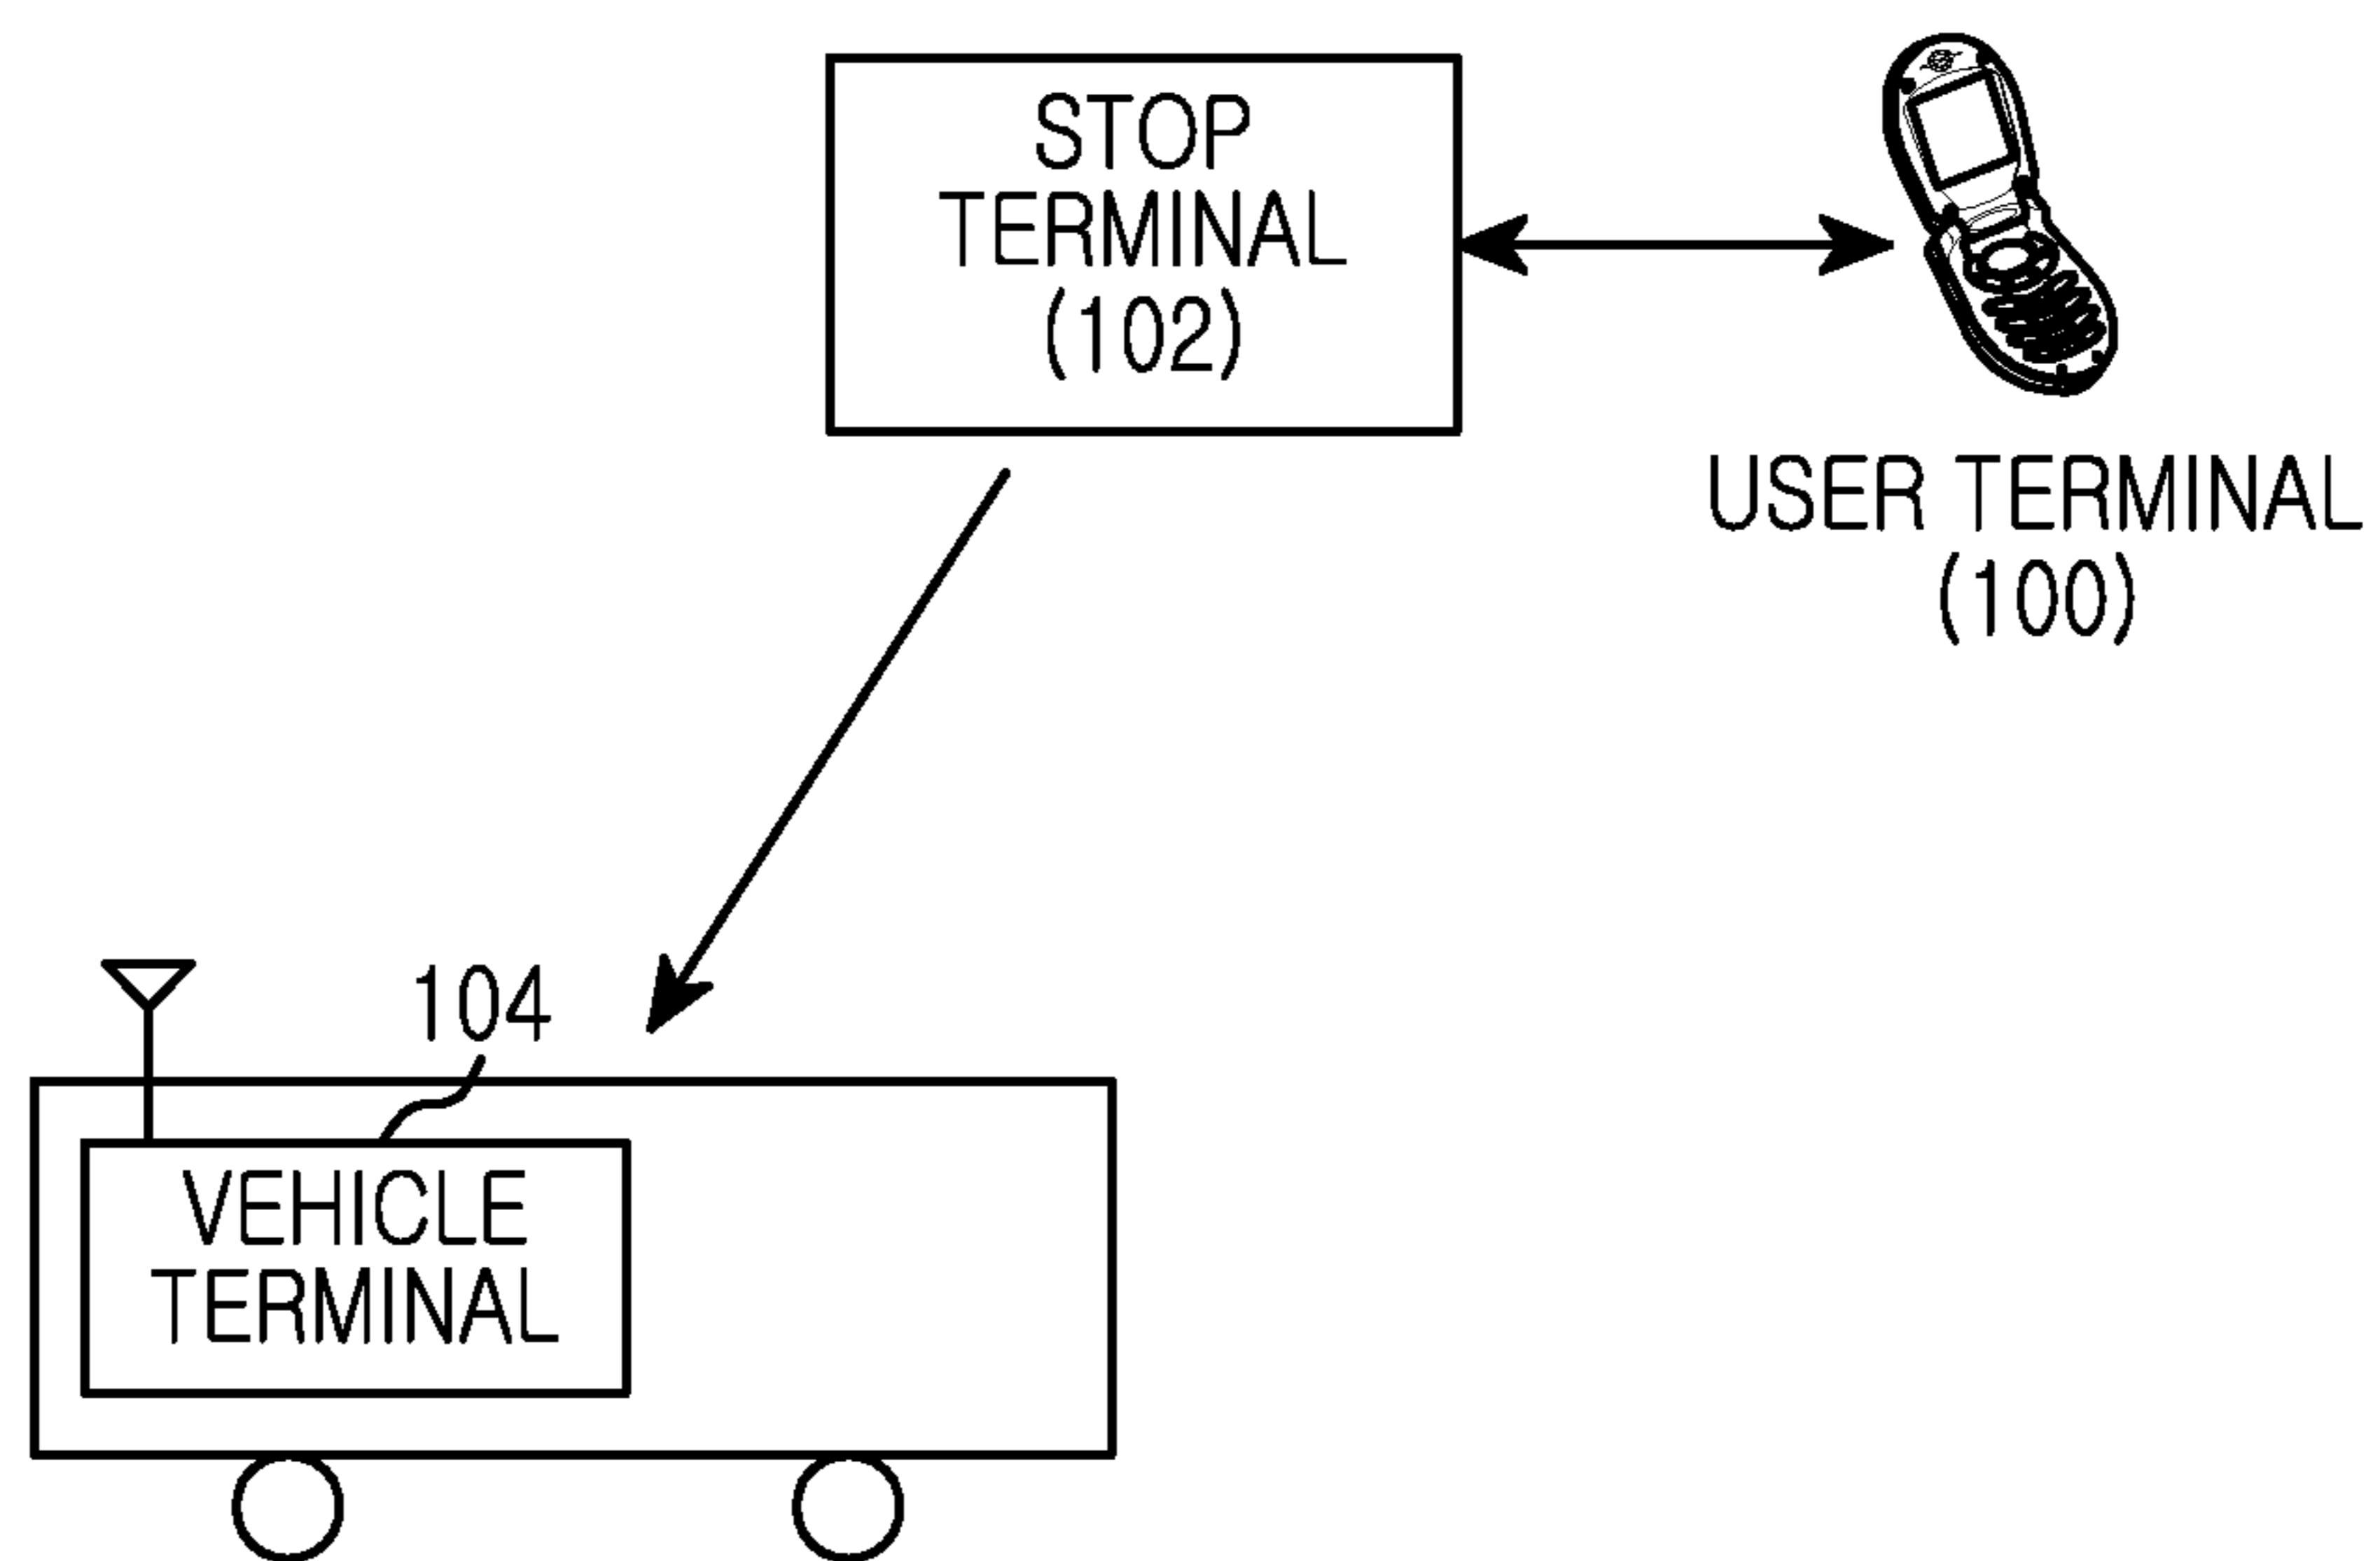 STOP
TERMINAL
(102)
USER TERMINAL
(100)
104
VEHICLE
TERMINAL